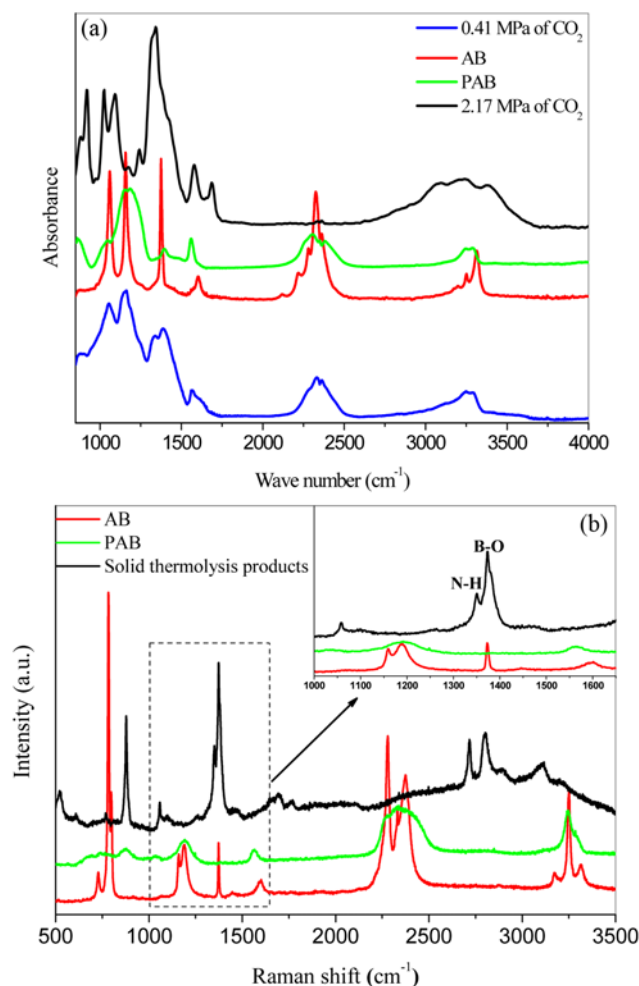 (a)
0.41 MPa of CO₂
AB
PAB
2.17 MPa of CO₂
Absorbance
1000 1500 2000 2500 3000 3500 4000
Wave number (cm⁻¹)
(b)
AB
PAB
Solid thermolysis products
B-O
N-H
1000 1100 1200 1300 1400 1500 1600
Intensity (a.u.)
500 1000 1500 2000 2500 3000 3500
Raman shift (cm⁻¹)